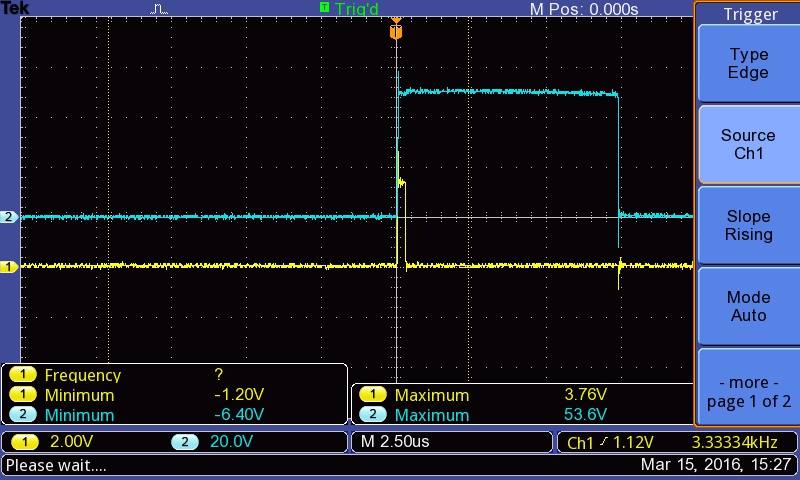 Tek
T Trig'd
M Pos: 0.000s
T
Trigger
Type
Edge
Source
Ch1
Slope
Rising
Mode
Auto
- more -
page 1 of 2
2
1
1 Frequency ?
1 Minimum -1.20V
2 Minimum -6.40V
1 Maximum 3.76V
2 Maximum 53.6V
1 2.00V 2 20.0V
M 2.50us
Ch1 1.12V 3.33334kHz
Please wait....
Mar 15, 2016, 15:27